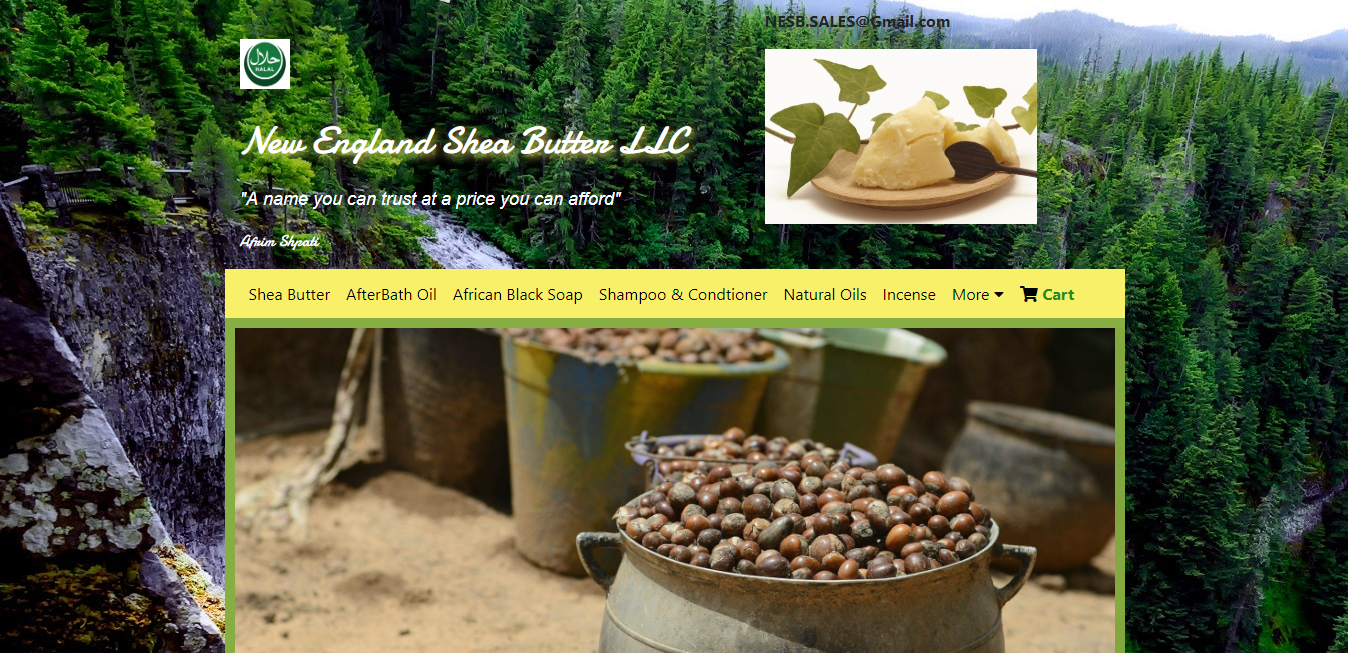 NESB.SALES@Gmail.com
حلال
HALAL
New England Shea Butter LLC
"A name you can trust at a price you can afford"
Afrim Shpati
Shea Butter AfterBath Oil African Black Soap Shampoo & Condtioner Natural Oils Incense More Cart